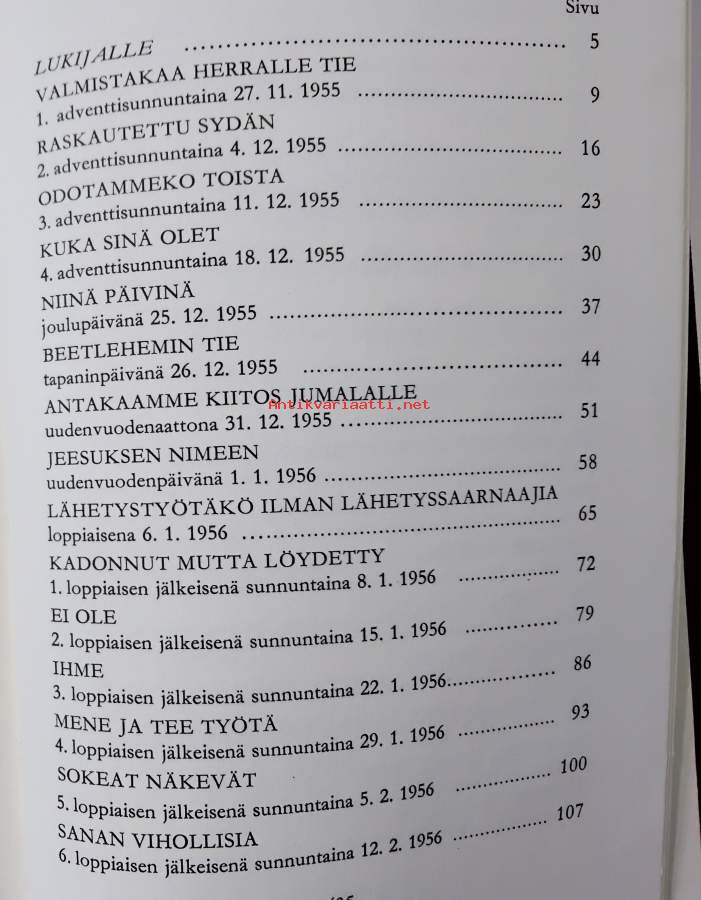 Sivu
LUKIJALLE .......... 5
VALMISTAKAA HERRALLE TIE
1. adventtisunnuntaina 27. 11. 1955 .......... 9
RASKAUTETTU SYDÄN
2. adventtisunnuntaina 4. 12. 1955 .......... 16
ODOTAMMEKO TOISTA
3. adventtisunnuntaina 11. 12. 1955 .......... 23
KUKA SINÄ OLET
4. adventtisunnuntaina 18. 12. 1955 .......... 30
NIINÄ PÄIVINÄ
joulupäivänä 25. 12. 1955 .......... 37
BEETLEHEMIN TIE
tapaninpäivänä 26. 12. 1955 .......... 44
ANTAKAAMME KIITOS JUMALALLE
Antikvariaatti.net
uudenvuodenaattona 31. 12. 1955 .......... 51
JEESUKSEN NIMEEN
uudenvuodenpäivänä 1. 1. 1956 .......... 58
LÄHETYSTYÖTÄKÖ ILMAN LÄHETYSSAARNAAJIA
loppiaisena 6. 1. 1956 .......... 65
KADONNUT MUTTA LÖYDETTY
1. loppiaisen jälkeisenä sunnuntaina 8. 1. 1956 .......... 72
EI OLE
2. loppiaisen jälkeisenä sunnuntaina 15. 1. 1956 .......... 79
IHME
3. loppiaisen jälkeisenä sunnuntaina 22. 1. 1956 .......... 86
MENE JA TEE TYÖTÄ
4. loppiaisen jälkeisenä sunnuntaina 29. 1. 1956 .......... 93
SOKEAT NÄKEVÄT
5. loppiaisen jälkeisenä sunnuntaina 5. 2. 1956 .......... 100
SANAN VIHOLLISIA
6. loppiaisen jälkeisenä sunnuntaina 12. 2. 1956 .......... 107